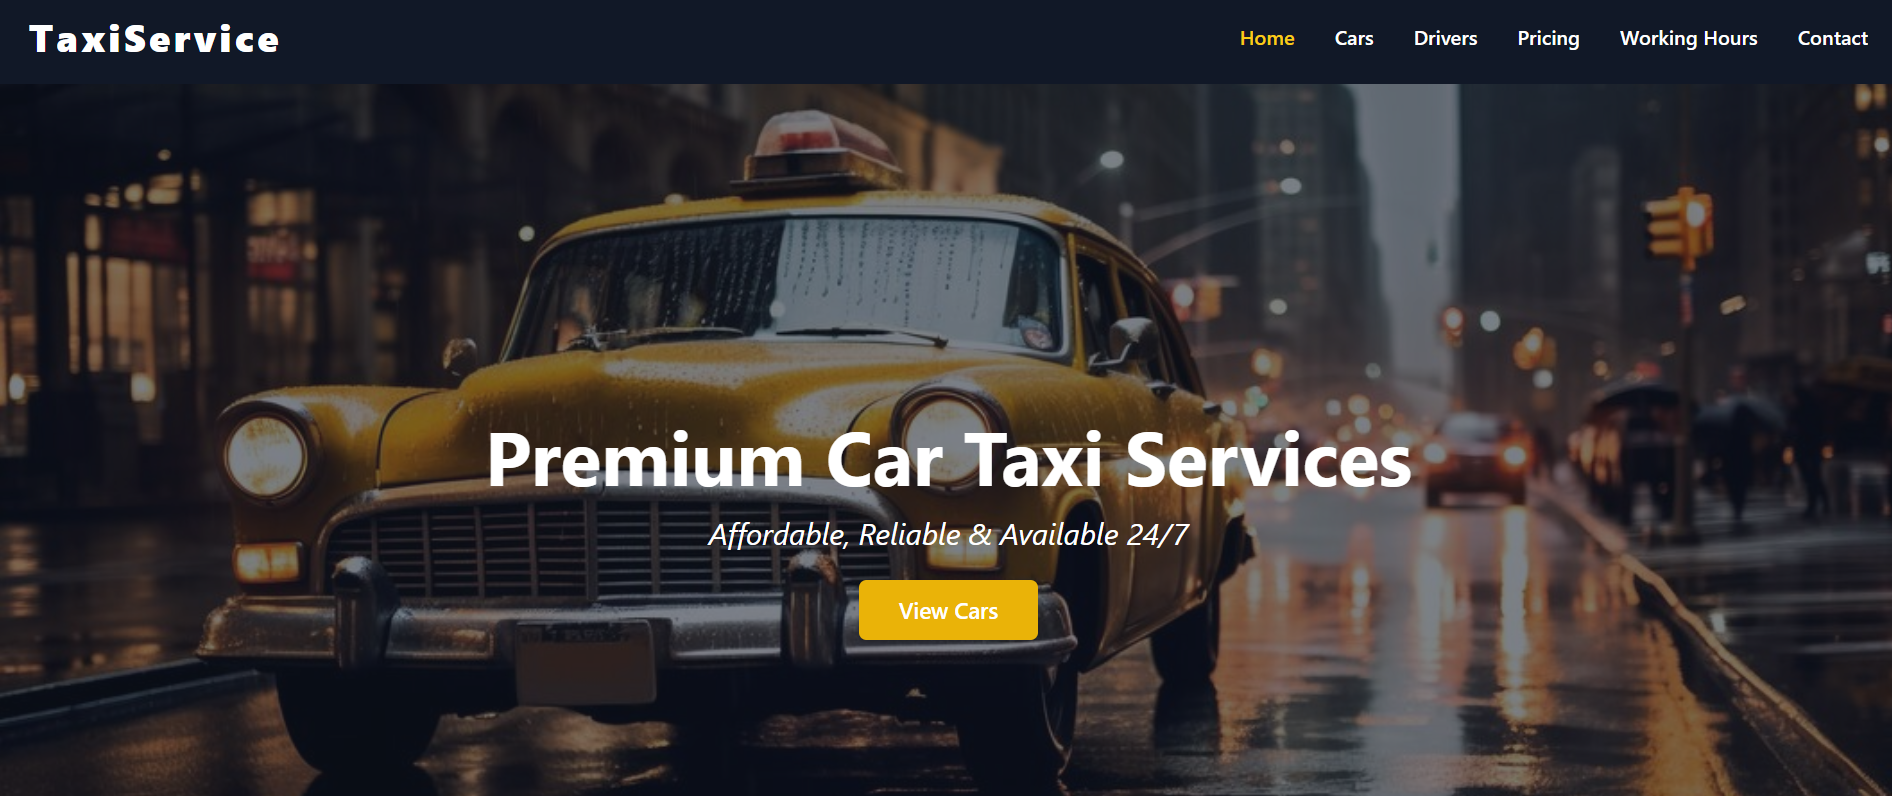 TaxiService
Home Cars Drivers Pricing Working Hours Contact
Premium Car Taxi Services
Affordable, Reliable & Available 24/7
View Cars